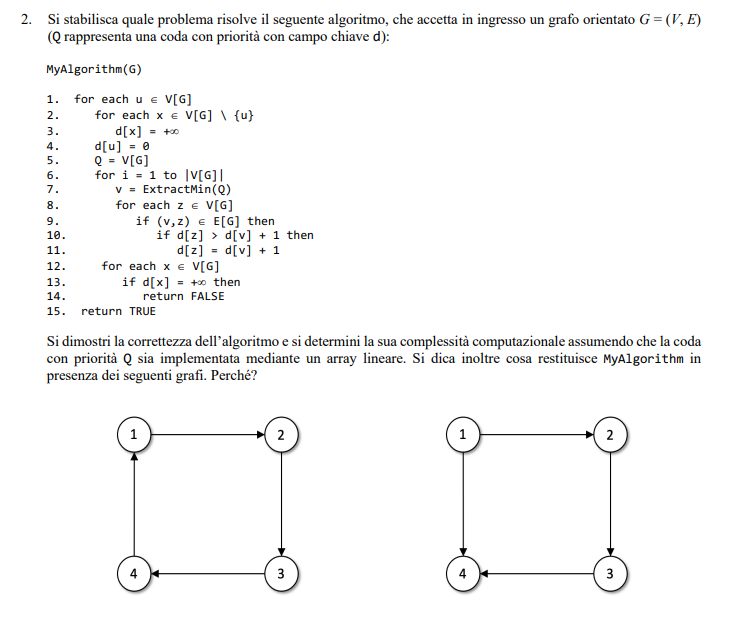 2. Si stabilisca quale problema risolve il seguente algoritmo, che accetta in ingresso un grafo orientato G = (V, E)
(Q rappresenta una coda con priorità con campo chiave d):
MyAlgorithm(G)
1. for each u ∈ V[G]
2. for each x ∈ V[G] \ {u}
3. d[x] = +∞
4. d[u] = 0
5. Q = V[G]
6. for i = 1 to |V[G]|
7. v = ExtractMin(Q)
8. for each z ∈ V[G]
9. if (v,z) ∈ E[G] then
10. if d[z] > d[v] + 1 then
11. d[z] = d[v] + 1
12. for each x ∈ V[G]
13. if d[x] = +∞ then
14. return FALSE
15. return TRUE
Si dimostri la correttezza dell'algoritmo e si determini la sua complessità computazionale assumendo che la coda
con priorità Q sia implementata mediante un array lineare. Si dica inoltre cosa restituisce MyAlgorithm in
presenza dei seguenti grafi. Perché?
1 2 1 2
4 3 4 3